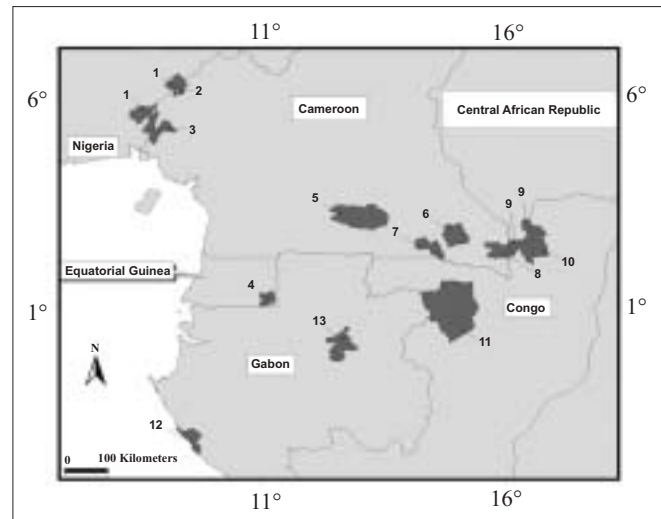 11° 16°
6° 6°
1
1 2
Cameroon
Central African Republic
3
Nigeria
5 6 9 9
7
8 10
Equatorial Guinea
4
1° 1°
Congo
13
11
N
Gabon
12
0 100 Kilometers
11° 16°